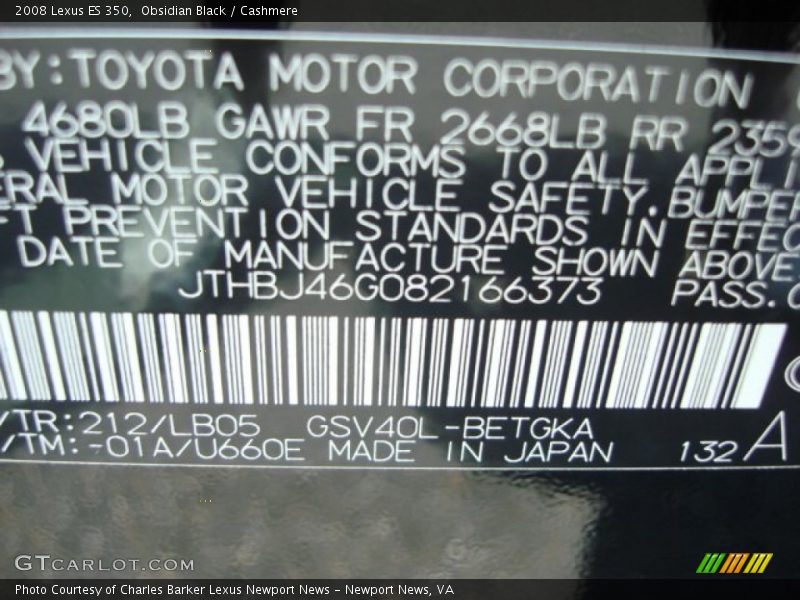 2008 Lexus ES 350, Obsidian Black / Cashmere
BY: TOYOTA MOTOR CORPORATION
4680LB GAWR FR 2668LB RR 2359
VEHICLE CONFORMS TO ALL APPLI
ERAL MOTOR VEHICLE SAFETY, BUMPER
FT PREVENTION STANDARDS IN EFFEC
DATE OF MANUFACTURE SHOWN ABOVE
JTHBJ46G082166373 PASS.
/TR:212/LB05 GSV40L-BETGKA
/TM:-01A/U660E MADE IN JAPAN 132 A
GTCARLOT.COM
Photo Courtesy of Charles Barker Lexus Newport News – Newport News, VA